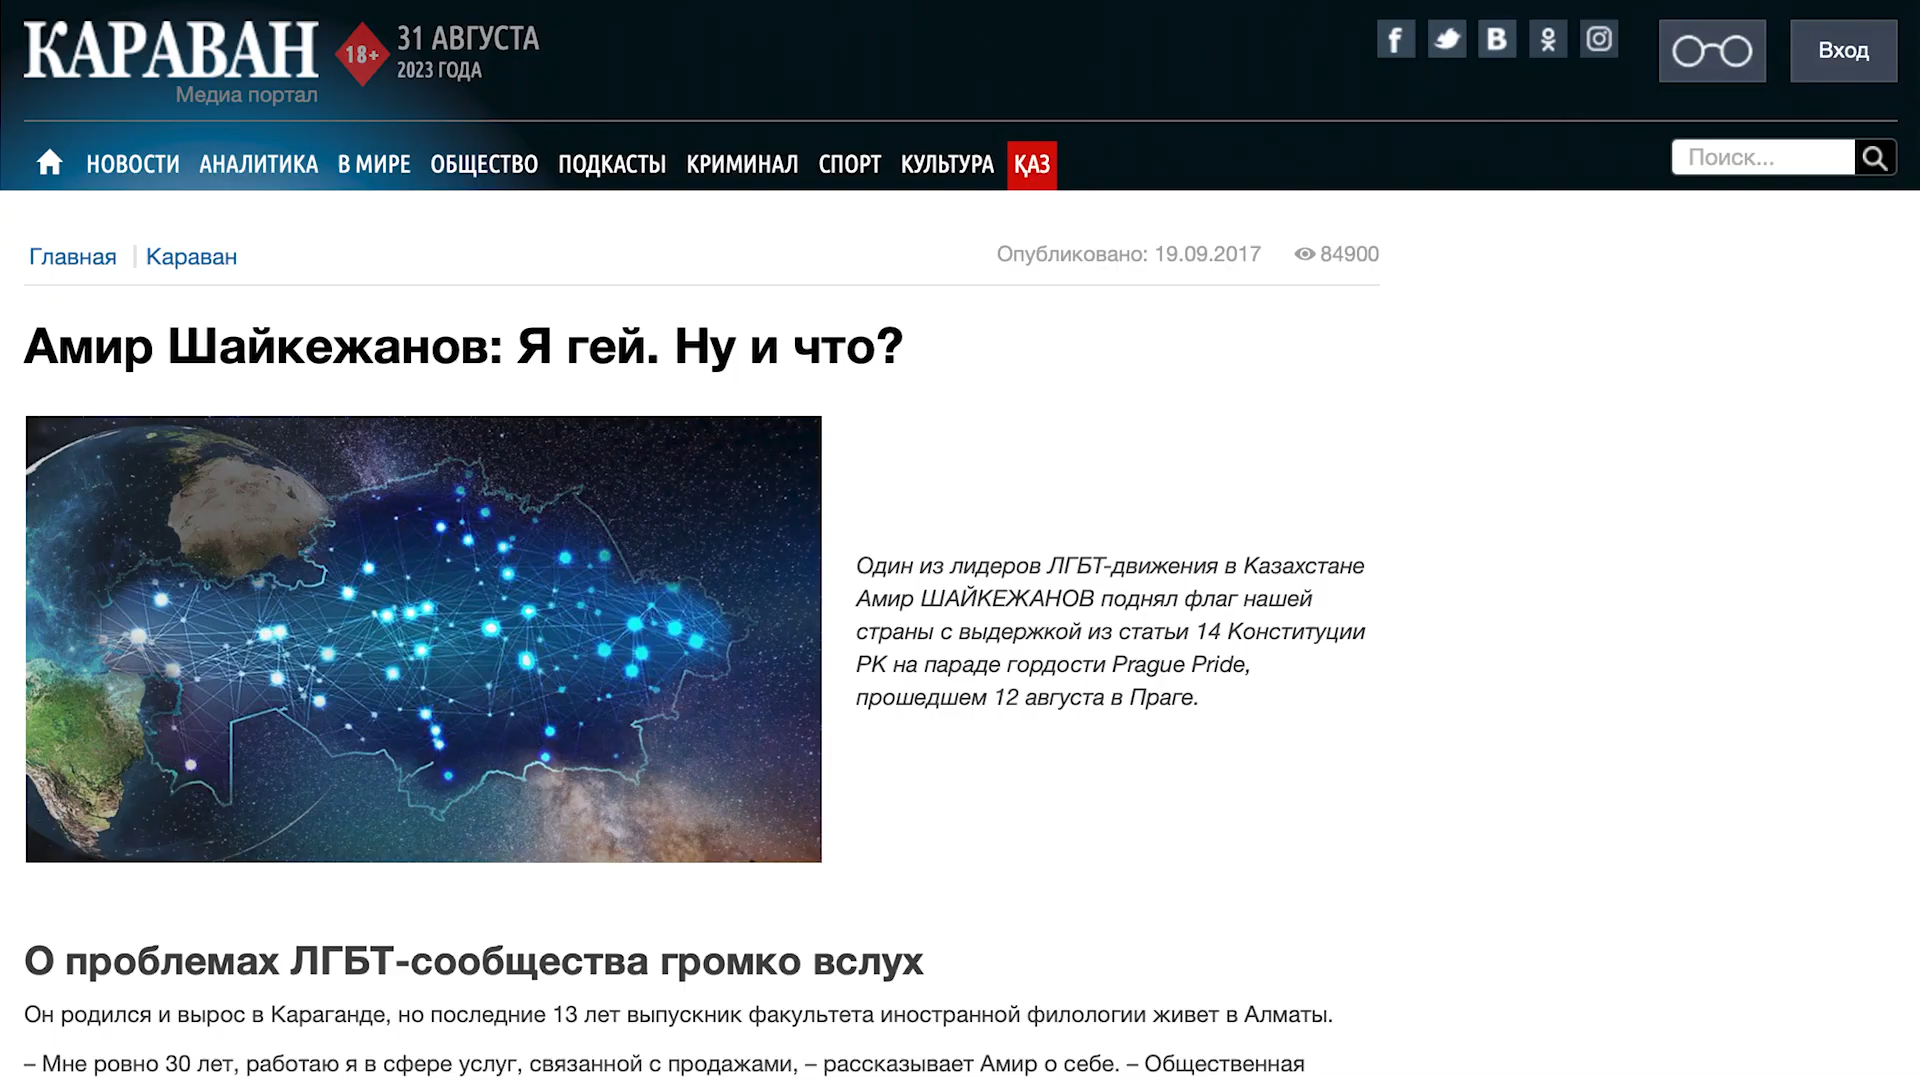 КАРАВАН
Медиа портал
18+
31 АВГУСТА
2023 ГОДА
Вход
НОВОСТИ АНАЛИТИКА В МИРЕ ОБЩЕСТВО ПОДКАСТЫ КРИМИНАЛ СПОРТ КУЛЬТУРА ҚАЗ
Поиск...
Главная Караван
Опубликовано: 19.09.2017 84900
Амир Шайкежанов: Я гей. Ну и что?
Один из лидеров ЛГБТ-движения в Казахстане
Амир ШАЙКЕЖАНОВ поднял флаг нашей
страны с выдержкой из статьи 14 Конституции
РК на параде гордости Prague Pride,
прошедшем 12 августа в Праге.
О проблемах ЛГБТ-сообщества громко вслух
Он родился и вырос в Караганде, но последние 13 лет выпускник факультета иностранной филологии живет в Алматы.
– Мне ровно 30 лет, работаю я в сфере услуг, связанной с продажами, – рассказывает Амир о себе. – Общественная